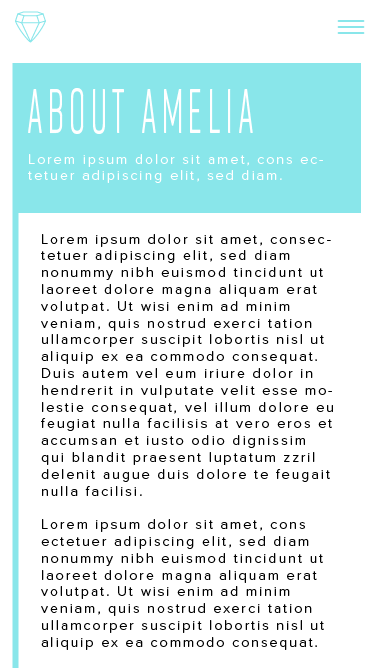 ABOUT AMELIA
Lorem ipsum dolor sit amet, cons ec-
tetuer adipiscing elit, sed diam.
Lorem ipsum dolor sit amet, consec-
tetuer adipiscing elit, sed diam
nonummy nibh euismod tincidunt ut
laoreet dolore magna aliquam erat
volutpat. Ut wisi enim ad minim
veniam, quis nostrud exerci tation
ullamcorper suscipit lobortis nisl ut
aliquip ex ea commodo consequat.
Duis autem vel eum iriure dolor in
hendrerit in vulputate velit esse mo-
lestie consequat, vel illum dolore eu
feugiat nulla facilisis at vero eros et
accumsan et iusto odio dignissim
qui blandit praesent luptatum zzril
delenit augue duis dolore te feugait
nulla facilisi.
Lorem ipsum dolor sit amet, cons
ectetuer adipiscing elit, sed diam
nonummy nibh euismod tincidunt ut
laoreet dolore magna aliquam erat
volutpat. Ut wisi enim ad minim
veniam, quis nostrud exerci tation
ullamcorper suscipit lobortis nisl ut
aliquip ex ea commodo consequat.